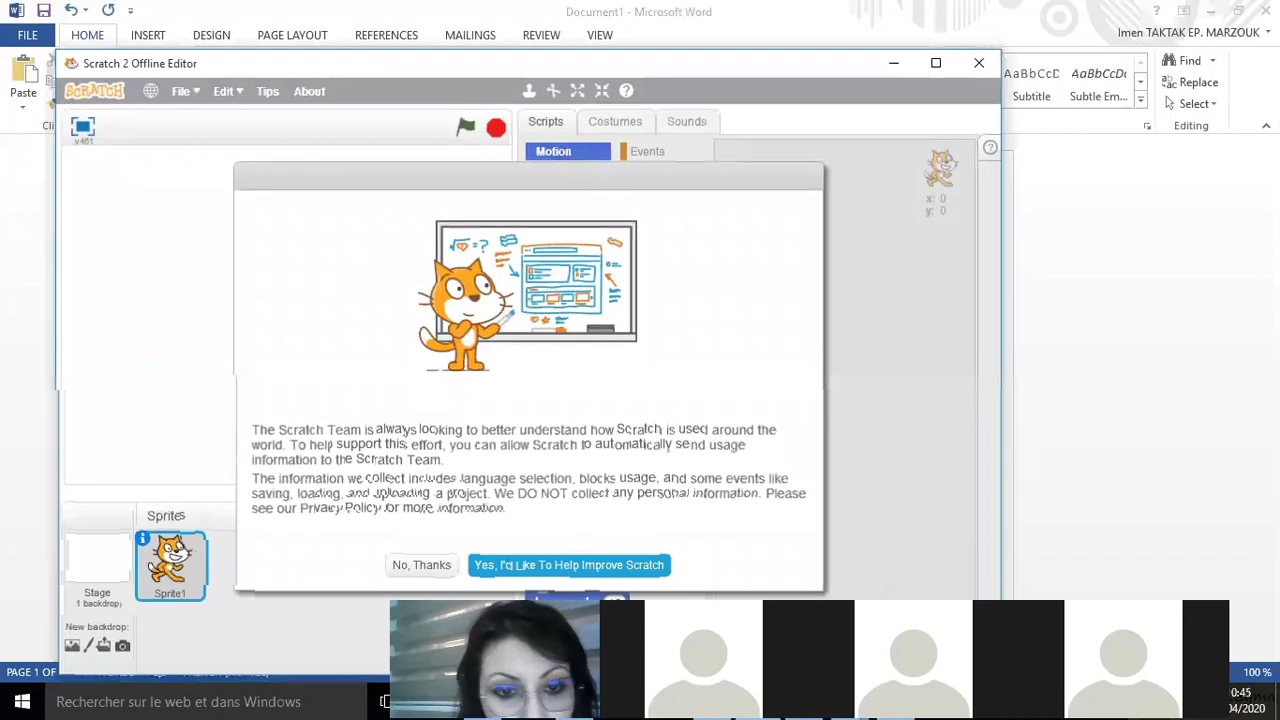 Document1 - Microsoft Word
FILE HOME INSERT DESIGN PAGE LAYOUT REFERENCES MAILINGS REVIEW VIEW
Imen TAKTAK EP. MARZOUK
Scratch 2 Offline Editor
Paste
AaBbCcD AaBbCcDc
Subtitle Subtle Em...
Find
Replace
Select
Editing
SCRATCH File Edit Tips About
v461
Scripts Costumes Sounds
Motion Events
x: 0
y: 0
The Scratch Team is always looking to better understand how Scratch is used around the
world. To help support this effort, you can allow Scratch to automatically send usage
information to the Scratch Team.
The information we collect includes language selection, blocks usage, and some events like
saving, loading, and uploading a project. We DO NOT collect any personal information. Please
see our Privacy Policy for more information.
No, Thanks Yes, I'd Like To Help Improve Scratch
Sprites
Stage
1 backdrop
Sprite1
New backdrop:
PAGE 1 OF
100 %
Rechercher sur le web et dans Windows
0:45
04/2020